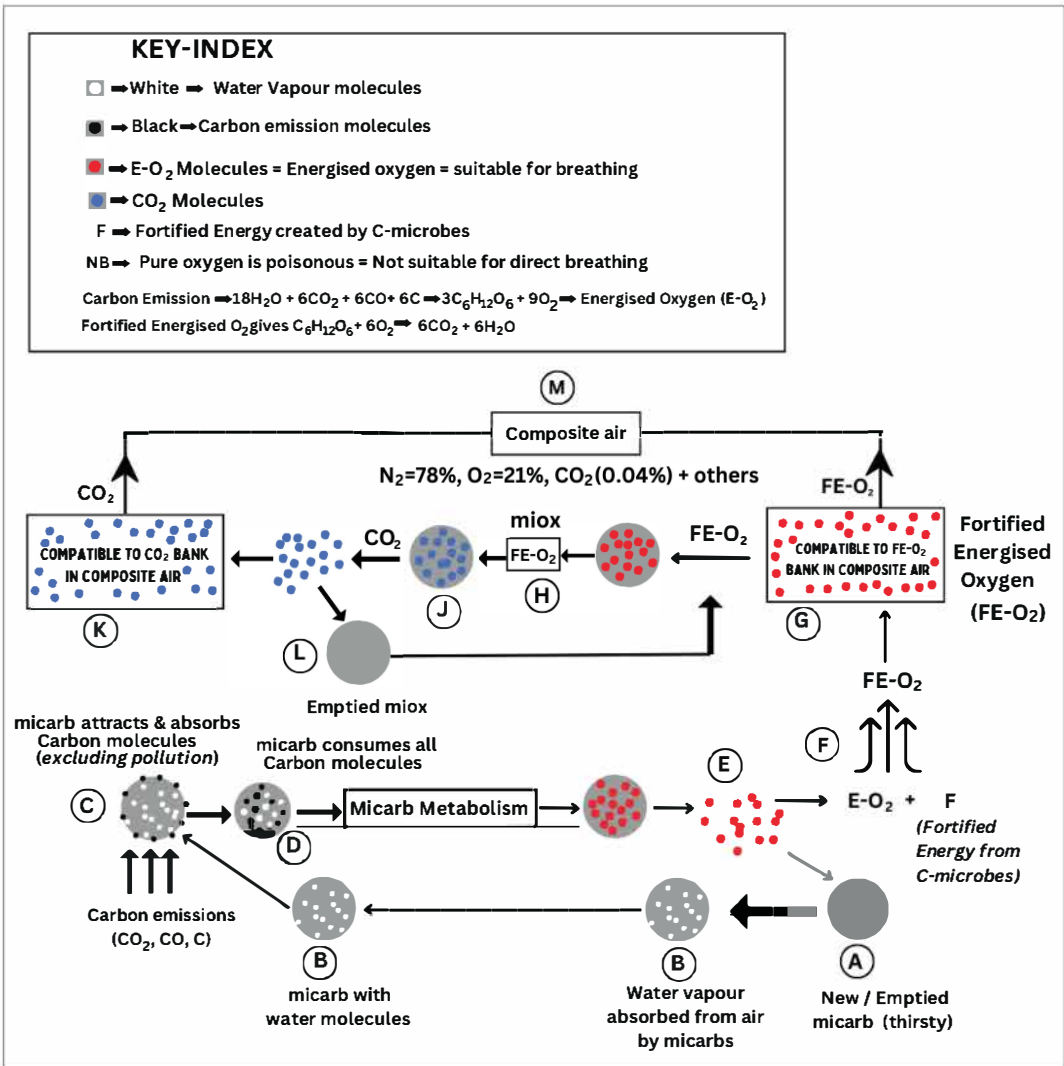 KEY-INDEX
➡White ➡ Water Vapour molecules
➡Black➡Carbon emission molecules
➡E-O₂ Molecules = Energised oxygen = suitable for breathing
➡CO₂ Molecules
F ➡ Fortified Energy created by C-microbes
NB➡ Pure oxygen is poisonous = Not suitable for direct breathing
Carbon Emission ➡18H₂O + 6CO₂ + 6CO+ 6C ➡3C₆H₁₂O₆ + 9O₂➡ Energised Oxygen (E-O₂)
Fortified Energised O₂gives C₆H₁₂O₆+ 6O₂➡ 6CO₂ + 6H₂O
M
Composite air
N₂=78%, O₂=21%, CO₂(0.04%) + others
CO₂
FE-O₂
COMPATIBLE TO CO₂ BANK
IN COMPOSITE AIR
K
CO₂
J
miox
FE-O₂
H
FE-O₂
COMPATIBLE TO FE-O₂
BANK IN COMPOSITE AIR
G
Fortified
Energised
Oxygen
(FE-O₂)
L
Emptied miox
FE-O₂
F
micarb attracts & absorbs
Carbon molecules
(excluding pollution)
C
micarb consumes all
Carbon molecules
D
Micarb Metabolism
E
E-O₂ + F
(Fortified
Energy from
C-microbes)
Carbon emissions
(CO₂, CO, C)
B
micarb with
water molecules
B
Water vapour
absorbed from air
by micarbs
A
New / Emptied
micarb (thirsty)